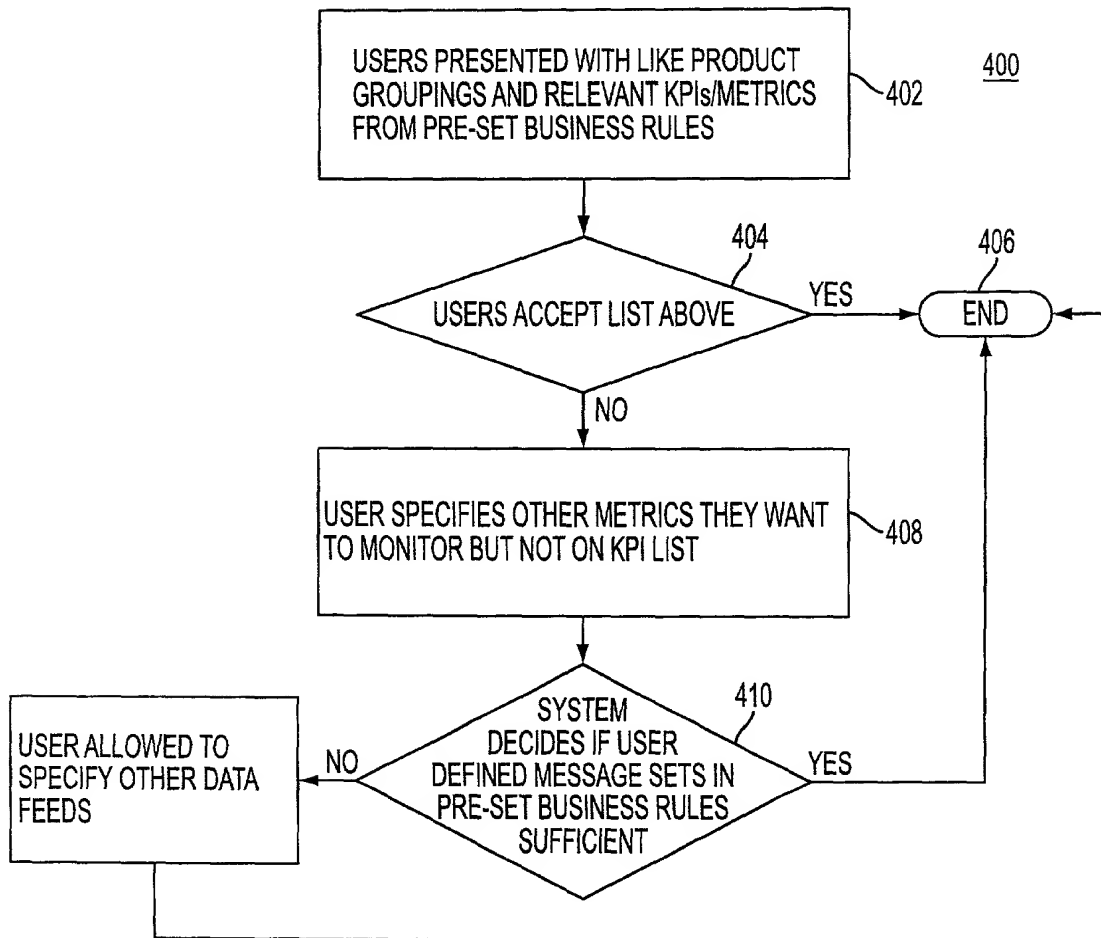 400
USERS PRESENTED WITH LIKE PRODUCT
GROUPINGS AND RELEVANT KPIs/METRICS
FROM PRE-SET BUSINESS RULES
402
404
USERS ACCEPT LIST ABOVE
YES
406
END
NO
USER SPECIFIES OTHER METRICS THEY WANT
TO MONITOR BUT NOT ON KPI LIST
408
410
SYSTEM
DECIDES IF USER
DEFINED MESSAGE SETS IN
PRE-SET BUSINESS RULES
SUFFICIENT
YES
NO
USER ALLOWED TO
SPECIFY OTHER DATA
FEEDS